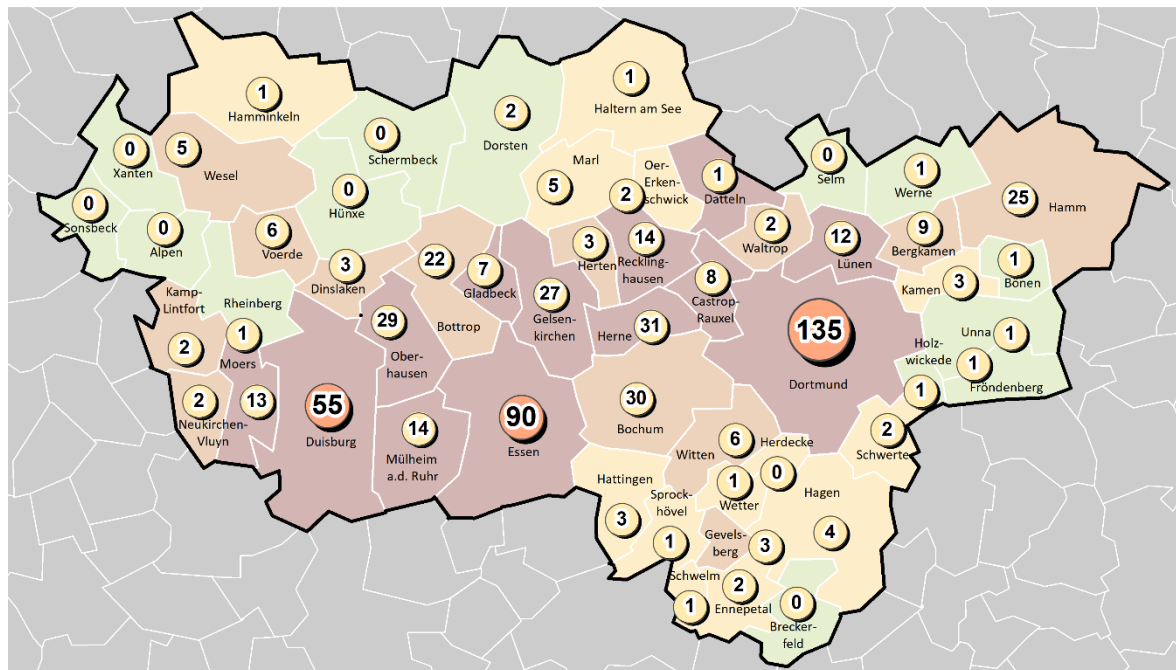 1
Hamminkeln
1
Haltern am See
0
Schermbeck
2
Dorsten
0
Xanten
5
Wesel
Marl
5
Oer-
Erken-
schwick
2
1
Datteln
0
Selm
1
Werne
25
Hamm
0
Sonsbeck
0
Alpen
0
Hünxe
6
Voerde
3
Dinslaken
22
Bottrop
7
Gladbeck
3
Herten
14
Reckling-
hausen
2
Waltrop
12
Lünen
9
Bergkamen
Kamen
3
1
Bönen
Kamp-
Lintfort
2
Rheinberg
1
Moers
13
29
Ober-
hausen
27
Gelsen-
kirchen
8
Castrop-
Rauxel
Herne
31
135
Dortmund
Holz-
wickede
1
Unna
1
1
Fröndenberg
2
Neukirchen-
Vluyn
55
Duisburg
14
Mülheim
a.d. Ruhr
90
Essen
30
Bochum
6
Witten
Herdecke
0
2
Schwerte
Hattingen
3
Sprock-
hövel
1
1
Wetter
Hagen
4
Gevels-
berg
3
Schwelm
1
2
Ennepetal
0
Brecker-
feld